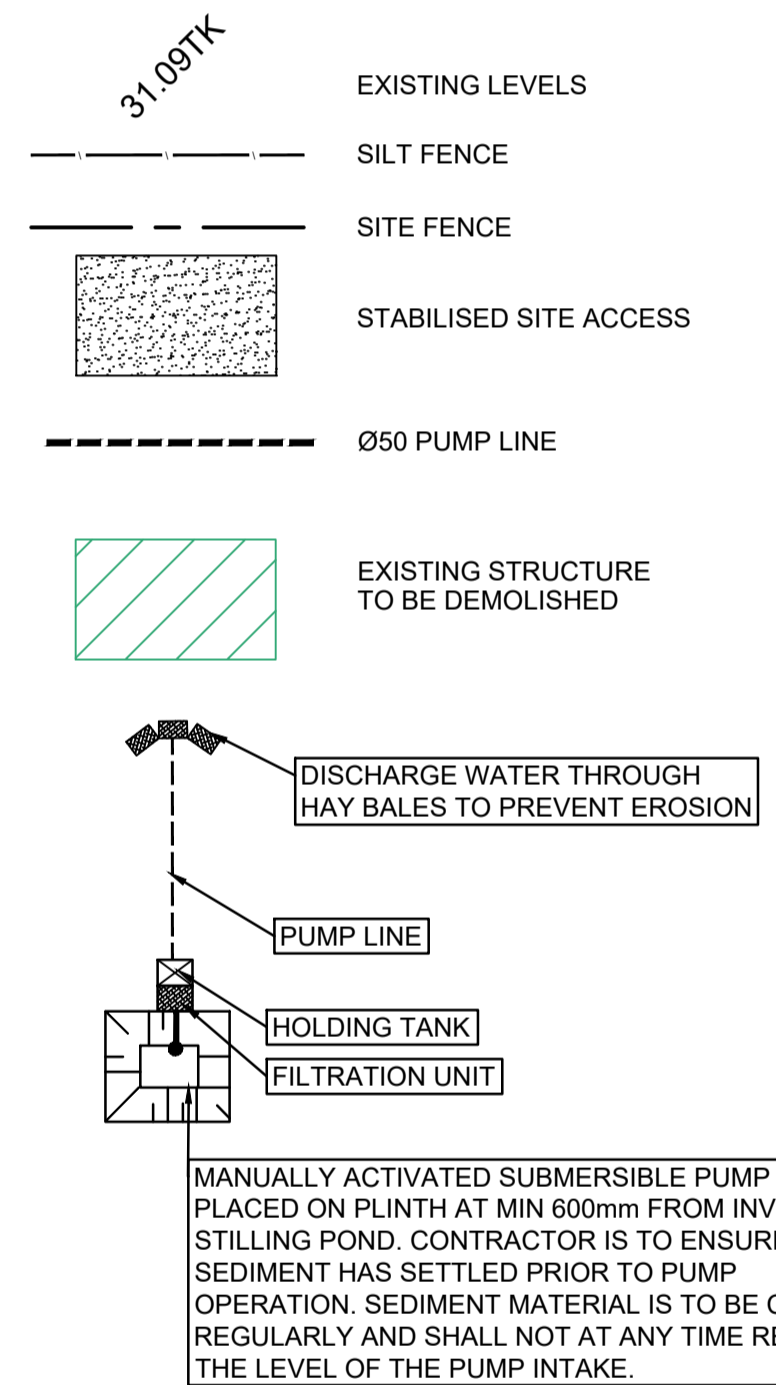 31.09TK
EXISTING LEVELS
SILT FENCE
SITE FENCE
STABILISED SITE ACCESS
Ø50 PUMP LINE
EXISTING STRUCTURE
TO BE DEMOLISHED
DISCHARGE WATER THROUGH
HAY BALES TO PREVENT EROSION
PUMP LINE
HOLDING TANK
FILTRATION UNIT
MANUALLY ACTIVATED SUBMERSIBLE PUMP
PLACED ON PLINTH AT MIN 600mm FROM
STILLING POND. CONTRACTOR IS TO
SEDIMENT HAS SETTLED PRIOR TO PUMP
OPERATION. SEDIMENT MATERIAL IS TO BE
REGULARLY AND SHALL NOT AT ANY TIME
THE LEVEL OF THE PUMP INTAKE.